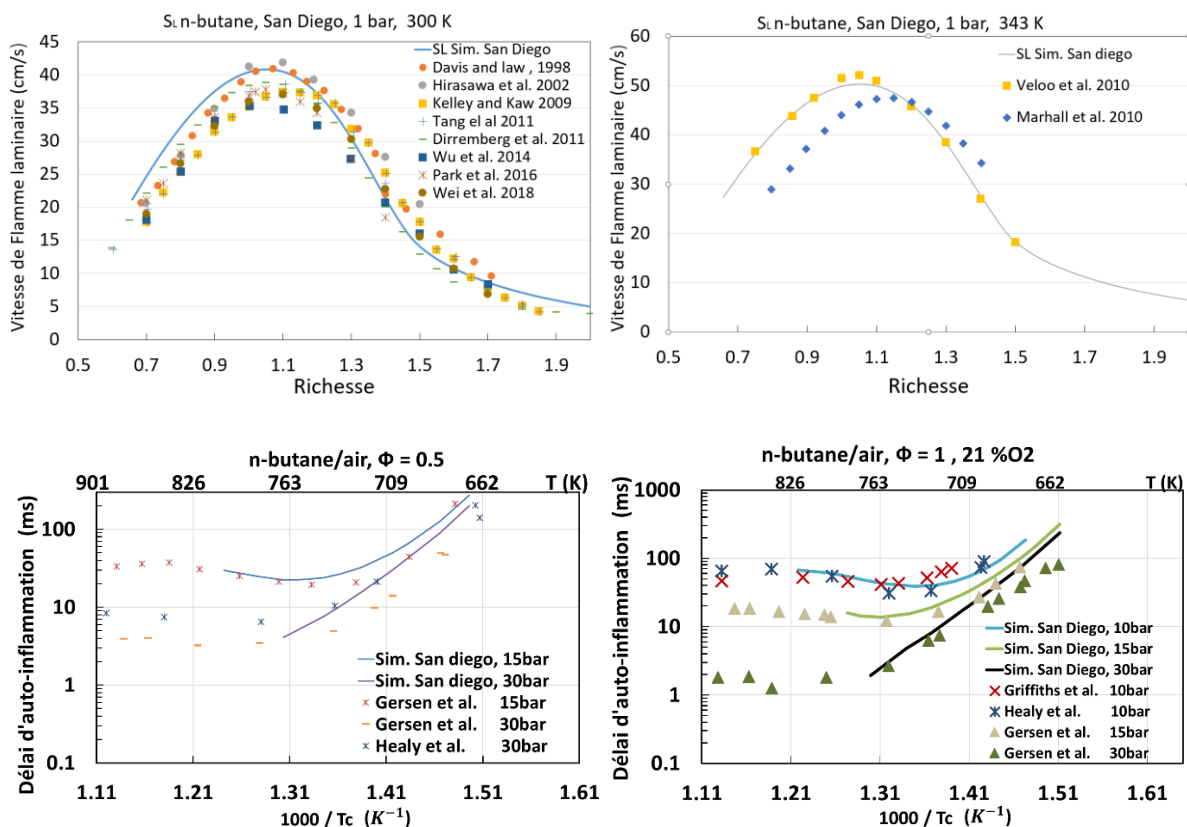 SL n-butane, San Diego, 1 bar, 300 K
Vitesse de Flamme laminaire (cm/s)
45
40
35
30
25
20
15
10
5
0
SL Sim. San Diego
Davis and law , 1998
Hirasawa et al. 2002
Kelley and Kaw 2009
Tang el al 2011
Dirremberg et al. 2011
Wu et al. 2014
Park et al. 2016
Wei et al. 2018
0.5 0.7 0.9 1.1 1.3 1.5 1.7 1.9
Richesse
SL n-butane, San Diego, 1 bar, 343 K
Vitesse de Flamme laminaire (cm/s)
60
50
40
30
20
10
0
SL Sim. San diego
Veloo et al. 2010
Marhall et al. 2010
0.5 0.7 0.9 1.1 1.3 1.5 1.7 1.9
Richesse
n-butane/air, Φ = 0.5
901 826 763 709 662 T (K)
Délai d'auto-inflammation (ms)
100
10
1
0.1
Sim. San diego, 15bar
Sim. San diego, 30bar
Gersen et al. 15bar
Gersen et al. 30bar
Healy et al. 30bar
1.11 1.21 1.31 1.41 1.51 1.61
1000 / Tc (K⁻¹)
n-butane/air, Φ = 1 , 21 %O2
826 763 709 662 T (K)
Délai d'auto-inflammation (ms)
1000
100
10
1
0.1
Sim. San Diego, 10bar
Sim. San Diego, 15bar
Sim. San Diego, 30bar
Griffiths et al. 10bar
Healy et al. 10bar
Gersen et al. 15bar
Gersen et al. 30bar
1.11 1.21 1.31 1.41 1.51 1.61
1000 / Tc (K⁻¹)